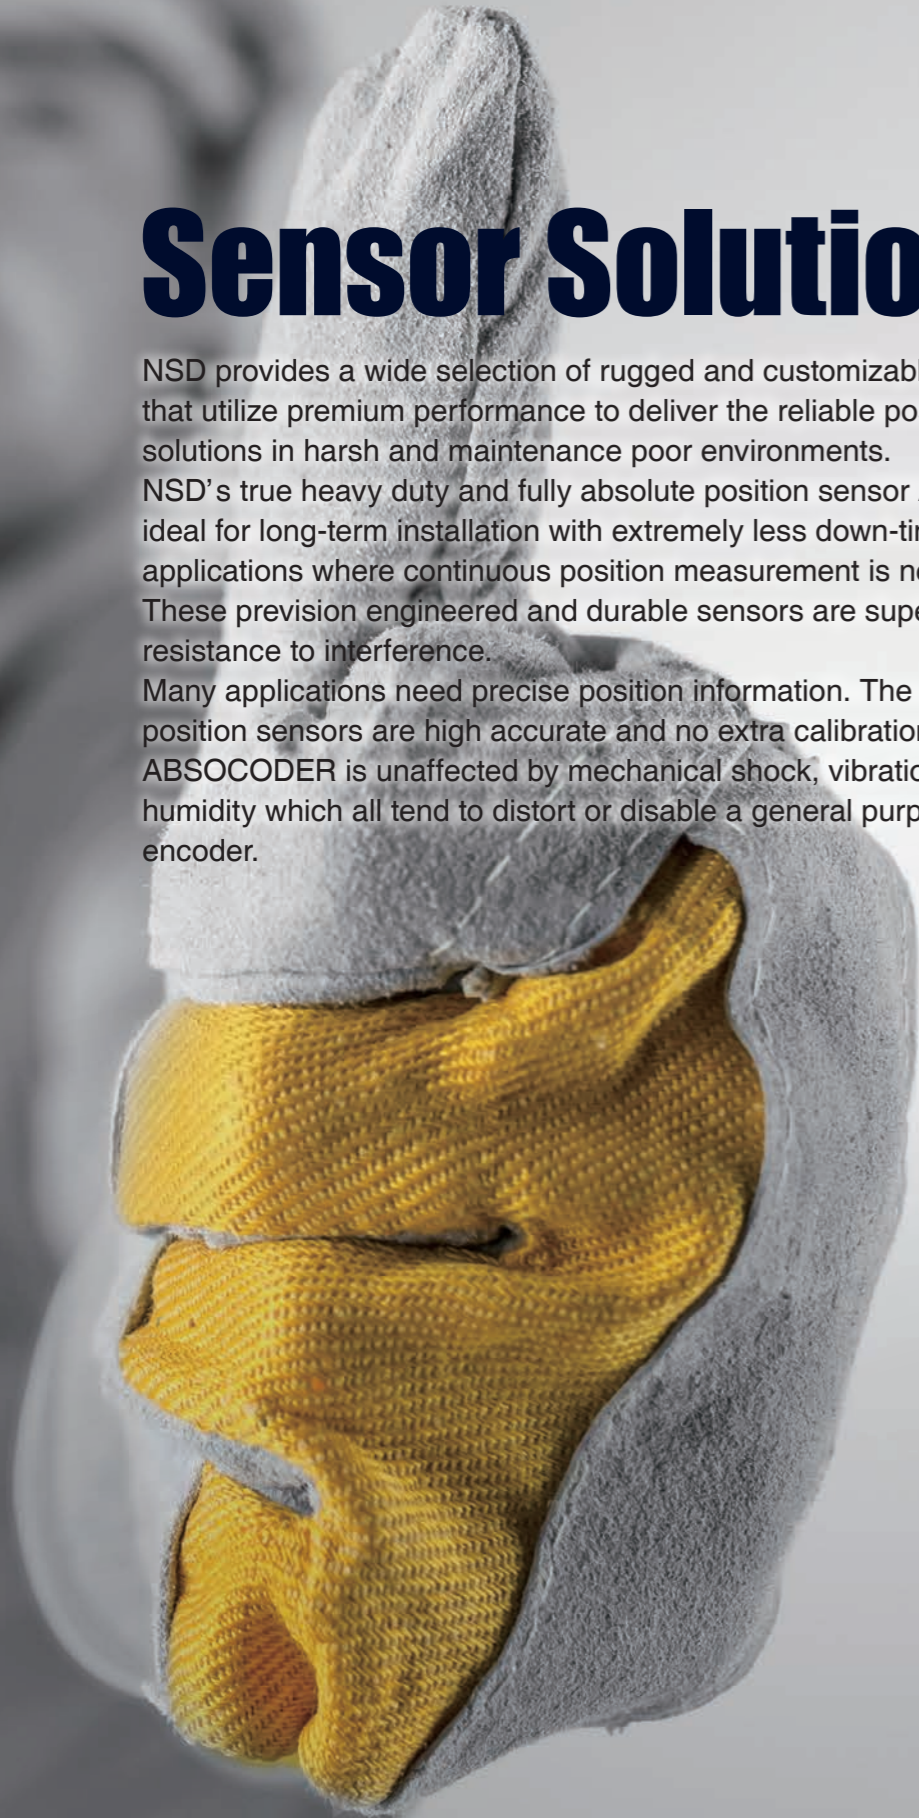 Sensor Solutio
NSD provides a wide selection of rugged and customizabl
that utilize premium performance to deliver the reliable po
solutions in harsh and maintenance poor environments.
NSD's true heavy duty and fully absolute position sensor
ideal for long-term installation with extremely less down-ti
applications where continuous position measurement is ne
These prevision engineered and durable sensors are supe
resistance to interference.
Many applications need precise position information. The
position sensors are high accurate and no extra calibration
ABSOCODER is unaffected by mechanical shock, vibratio
humidity which all tend to distort or disable a general purp
encoder.